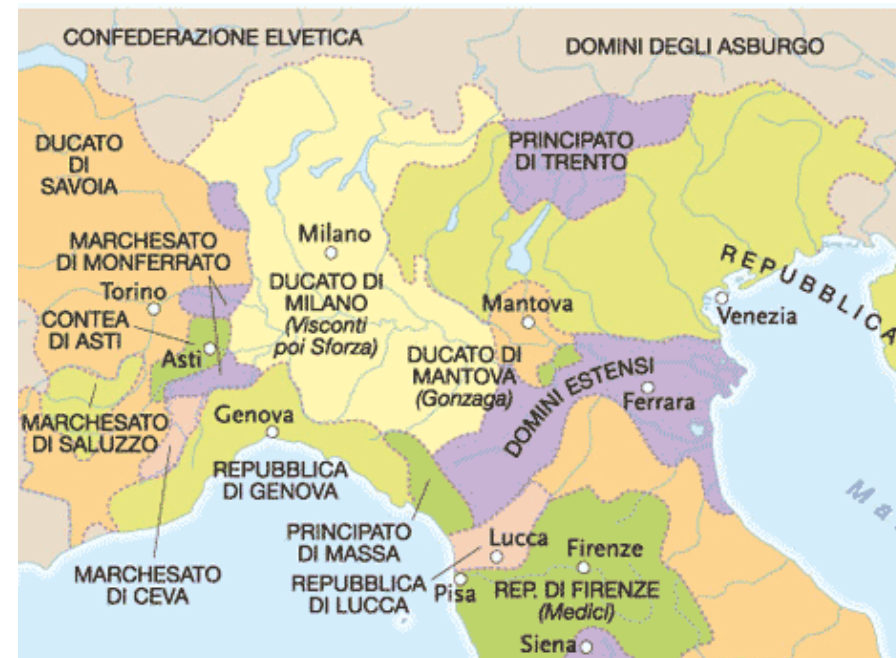 CONFEDERAZIONE ELVETICA
DOMINI DEGLI ASBURGO
DUCATO
DI
SAVOIA
PRINCIPATO
DI TRENTO
MARCHESATO
DI MONFERRATO
Milano
REPUBBLICA
Torino
DUCATO DI
MILANO
(Visconti
poi Sforza)
Mantova
Venezia
CONTEA
DI ASTI
Asti
DUCATO DI
MANTOVA
(Gonzaga)
DOMINI ESTENSI
Ferrara
MARCHESATO
DI SALUZZO
Genova
REPUBBLICA
DI GENOVA
Ma
PRINCIPATO
DI MASSA
Lucca
Firenze
MARCHESATO
DI CEVA
REPUBBLICA
DI LUCCA
Pisa
REP. DI FIRENZE
(Medici)
Siena